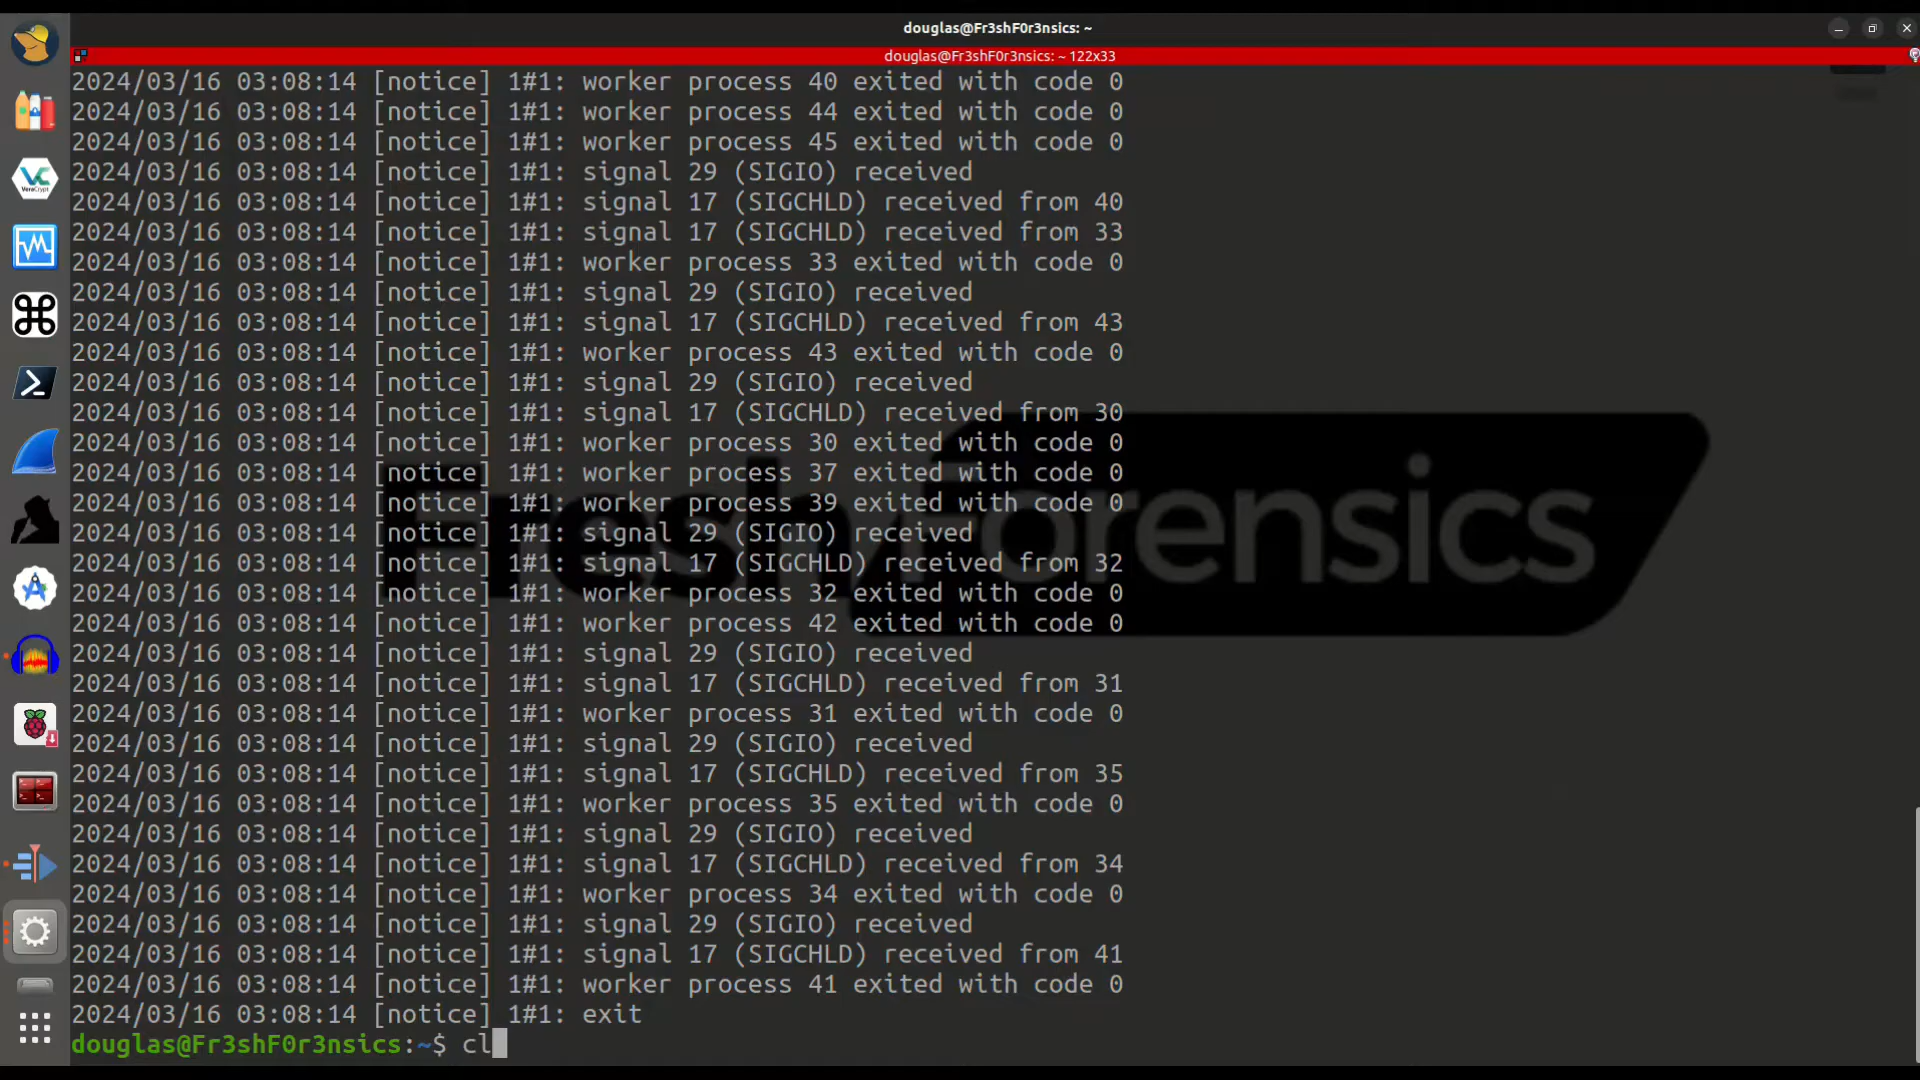 douglas@Fr3shF0r3nsics: ~
douglas@Fr3shF0r3nsics: ~ 122x33
2024/03/16 03:08:14 [notice] 1#1: worker process 40 exited with code 0
2024/03/16 03:08:14 [notice] 1#1: worker process 44 exited with code 0
2024/03/16 03:08:14 [notice] 1#1: worker process 45 exited with code 0
2024/03/16 03:08:14 [notice] 1#1: signal 29 (SIGIO) received
2024/03/16 03:08:14 [notice] 1#1: signal 17 (SIGCHLD) received from 40
2024/03/16 03:08:14 [notice] 1#1: signal 17 (SIGCHLD) received from 33
2024/03/16 03:08:14 [notice] 1#1: worker process 33 exited with code 0
2024/03/16 03:08:14 [notice] 1#1: signal 29 (SIGIO) received
2024/03/16 03:08:14 [notice] 1#1: signal 17 (SIGCHLD) received from 43
2024/03/16 03:08:14 [notice] 1#1: worker process 43 exited with code 0
2024/03/16 03:08:14 [notice] 1#1: signal 29 (SIGIO) received
2024/03/16 03:08:14 [notice] 1#1: signal 17 (SIGCHLD) received from 30
2024/03/16 03:08:14 [notice] 1#1: worker process 30 exited with code 0
2024/03/16 03:08:14 [notice] 1#1: worker process 37 exited with code 0
2024/03/16 03:08:14 [notice] 1#1: worker process 39 exited with code 0
2024/03/16 03:08:14 [notice] 1#1: signal 29 (SIGIO) received
2024/03/16 03:08:14 [notice] 1#1: signal 17 (SIGCHLD) received from 32
2024/03/16 03:08:14 [notice] 1#1: worker process 32 exited with code 0
2024/03/16 03:08:14 [notice] 1#1: worker process 42 exited with code 0
2024/03/16 03:08:14 [notice] 1#1: signal 29 (SIGIO) received
2024/03/16 03:08:14 [notice] 1#1: signal 17 (SIGCHLD) received from 31
2024/03/16 03:08:14 [notice] 1#1: worker process 31 exited with code 0
2024/03/16 03:08:14 [notice] 1#1: signal 29 (SIGIO) received
2024/03/16 03:08:14 [notice] 1#1: signal 17 (SIGCHLD) received from 35
2024/03/16 03:08:14 [notice] 1#1: worker process 35 exited with code 0
2024/03/16 03:08:14 [notice] 1#1: signal 29 (SIGIO) received
2024/03/16 03:08:14 [notice] 1#1: signal 17 (SIGCHLD) received from 34
2024/03/16 03:08:14 [notice] 1#1: worker process 34 exited with code 0
2024/03/16 03:08:14 [notice] 1#1: signal 29 (SIGIO) received
2024/03/16 03:08:14 [notice] 1#1: signal 17 (SIGCHLD) received from 41
2024/03/16 03:08:14 [notice] 1#1: worker process 41 exited with code 0
2024/03/16 03:08:14 [notice] 1#1: exit
douglas@Fr3shF0r3nsics:~$ cl
Fresh Forensics
VeraCrypt